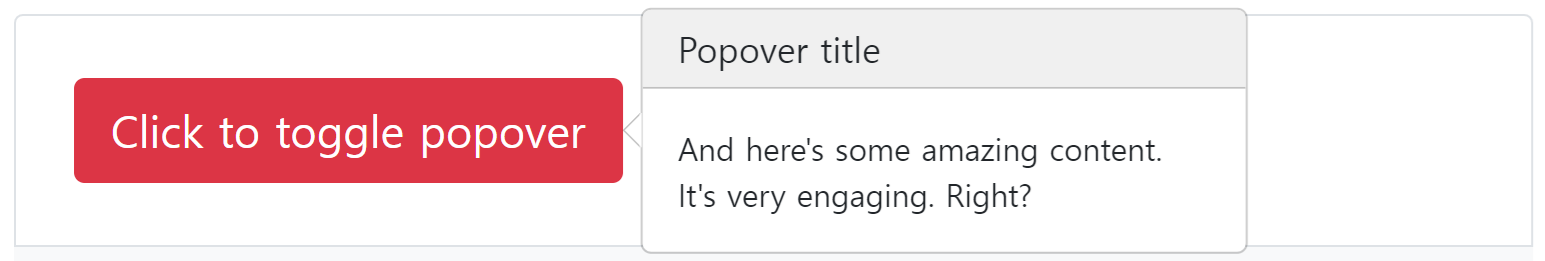 Click to toggle popover
Popover title
And here's some amazing content.
It's very engaging. Right?